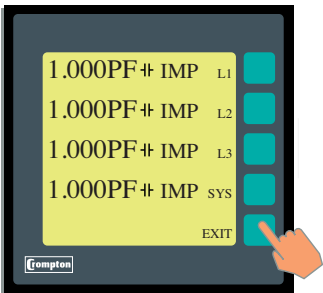 1.000PF ⊣⊢ IMP L1
1.000PF ⊣⊢ IMP L2
1.000PF ⊣⊢ IMP L3
1.000PF ⊣⊢ IMP SYS
EXIT
Crompton